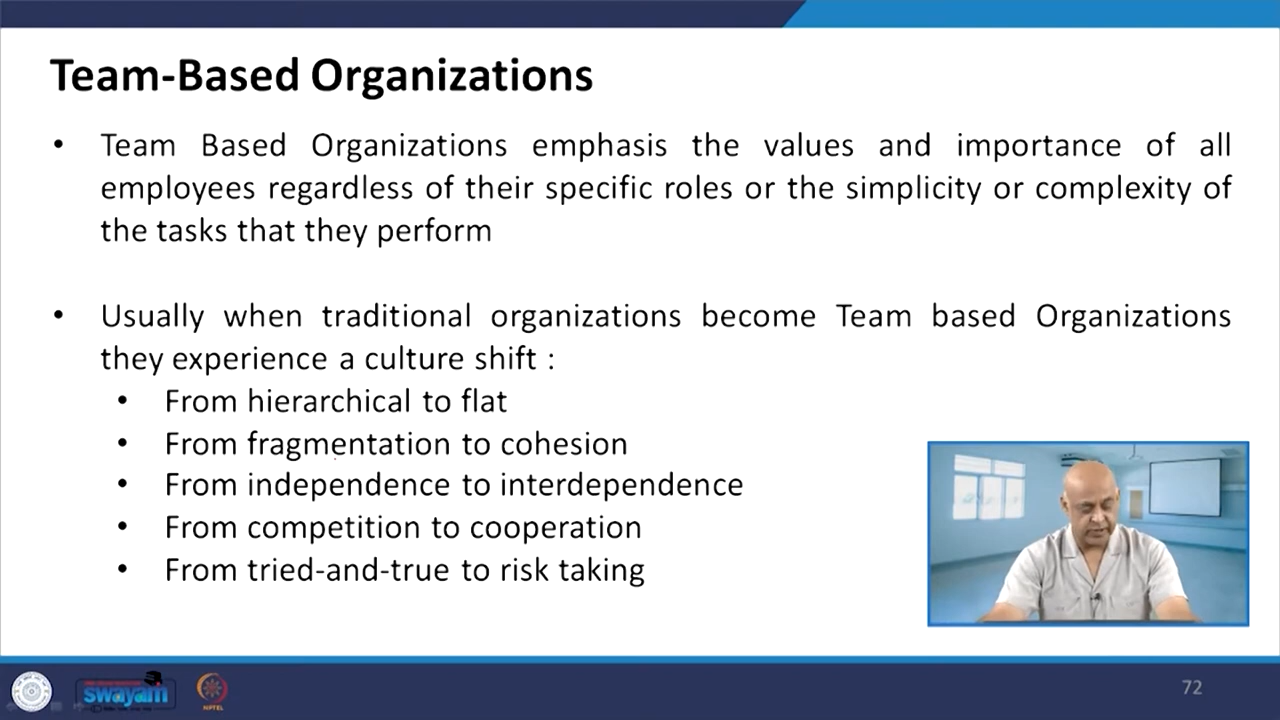 Team-Based Organizations
• Team Based Organizations emphasis the values and importance of all
employees regardless of their specific roles or the simplicity or complexity of
the tasks that they perform
• Usually when traditional organizations become Team based Organizations
they experience a culture shift :
• From hierarchical to flat
• From fragmentation to cohesion
• From independence to interdependence
• From competition to cooperation
• From tried-and-true to risk taking
swayam
NPTEL
72